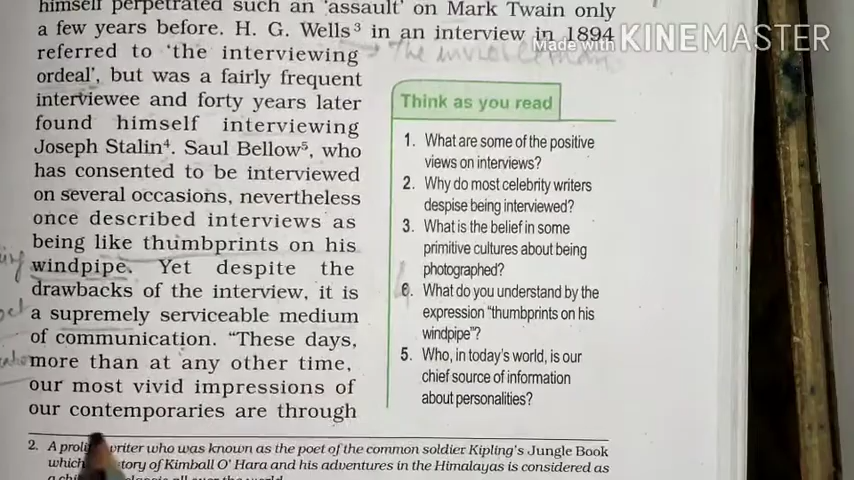 himself perpetrated such an 'assault' on Mark Twain only
a few years before. H. G. Wells³ in an interview in 1894
Made with KINEMASTER
referred to 'the interviewing
The invisible man
ordeal', but was a fairly frequent
interviewee and forty years later
found himself interviewing
Joseph Stalin⁴. Saul Bellow⁵, who
has consented to be interviewed
on several occasions, nevertheless
once described interviews as
being like thumbprints on his
windpipe. Yet despite the
drawbacks of the interview, it is
a supremely serviceable medium
of communication. "These days,
more than at any other time,
our most vivid impressions of
our contemporaries are through
Think as you read
1. What are some of the positive
views on interviews?
2. Why do most celebrity writers
despise being interviewed?
3. What is the belief in some
primitive cultures about being
photographed?
What do you understand by the
expression "thumbprints on his
windpipe"?
5. Who, in today's world, is our
chief source of information
about personalities?
2. A writer who was known as the poet of the common soldier Kipling's Jungle Book
which of Kimball O' Hara and his adventures in the Himalayas is considered as